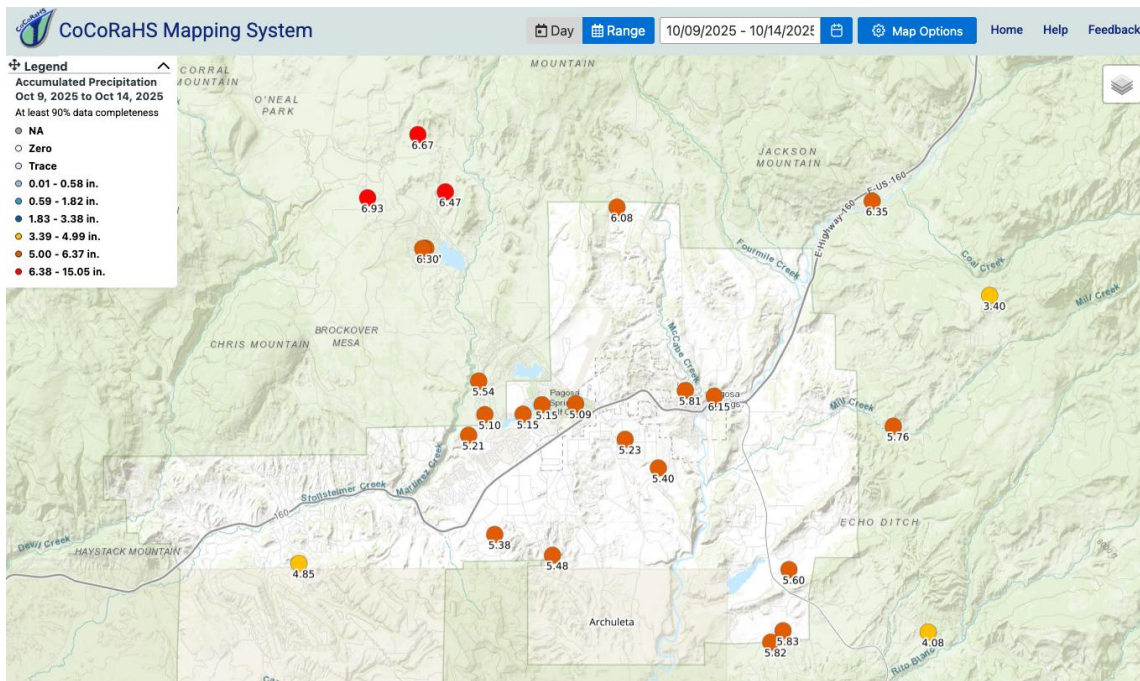 CoCoRaHS
CoCoRaHS Mapping System
Day
Range
10/09/2025 - 10/14/2025
Map Options
Home
Help
Feedback
Legend
Accumulated Precipitation
Oct 9, 2025 to Oct 14, 2025
At least 90% data completeness
NA
Zero
Trace
0.01 - 0.58 in.
0.59 - 1.82 in.
1.83 - 3.38 in.
3.39 - 4.99 in.
5.00 - 6.37 in.
6.38 - 15.05 in.
CORRAL
MOUNTAIN
O'NEAL
PARK
MOUNTAIN
JACKSON
MOUNTAIN
6.67
6.93
6.47
6.08
6.35
E-US-160
E-Highway-160
6.30'
Fourmile Creek
Coal Creek
Mill Creek
3.40
BROCKOVER
MESA
CHRIS MOUNTAIN
McCabe Creek
5.54
5.10
5.15
5.15
Pagosa
5.09
5.81
6.15
5.21
5.23
5.40
Mill Creek
5.76
Martinez Creek
Stollsteimer Creek
160
Devil Creek
HAYSTACK MOUNTAIN
4.85
5.38
5.48
ECHO DITCH
5.60
Archuleta
5.83
5.82
4.08
Rito Blanc